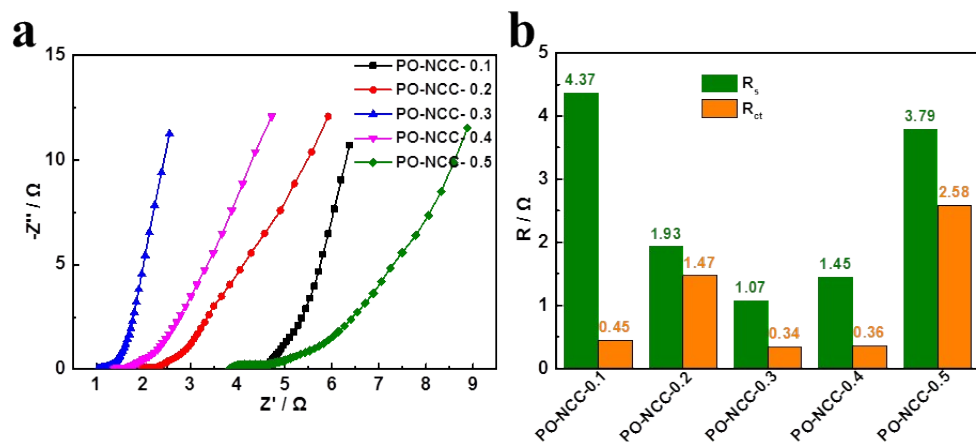 a
-Z'' / Ω
15
10
5
0
PO-NCC- 0.1
PO-NCC- 0.2
PO-NCC- 0.3
PO-NCC- 0.4
PO-NCC- 0.5
1 2 3 4 5 6 7 8 9
Z' / Ω
b
R / Ω
5
4
3
2
1
0
Rs
Rct
4.37
0.45
1.93
1.47
1.07
0.34
1.45
0.36
3.79
2.58
PO-NCC-0.1
PO-NCC-0.2
PO-NCC-0.3
PO-NCC-0.4
PO-NCC-0.5